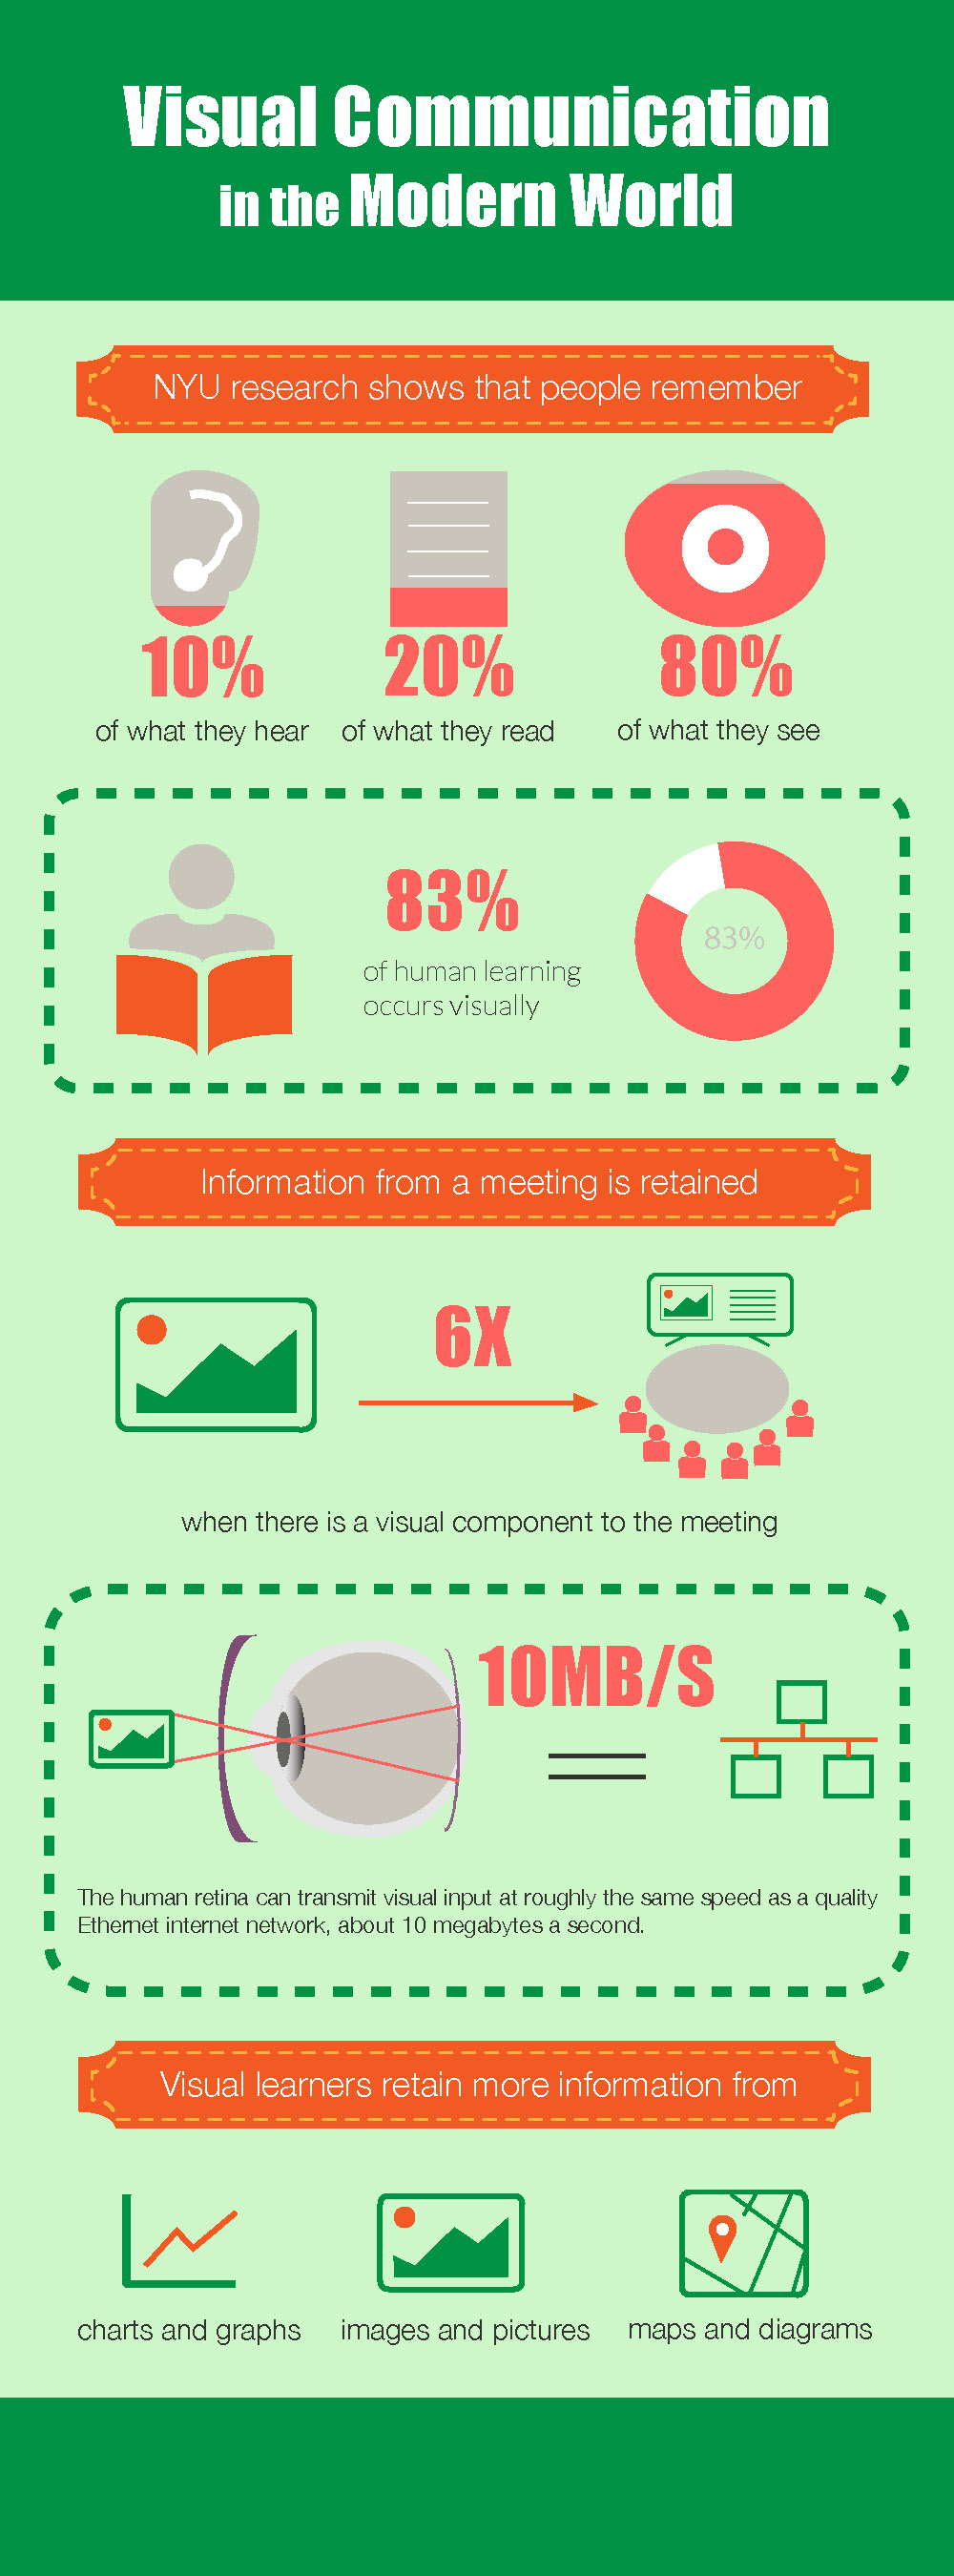 Visual Communication
in the Modern World
NYU research shows that people remember
10% 20% 80%
of what they hear of what they read of what they see
83%
83%
of human learning
occurs visually
Information from a meeting is retained
6X
when there is a visual component to the meeting
10MB/S
The human retina can transmit visual input at roughly the same speed as a quality
Ethernet internet network, about 10 megabytes a second.
Visual learners retain more information from
charts and graphs images and pictures maps and diagrams